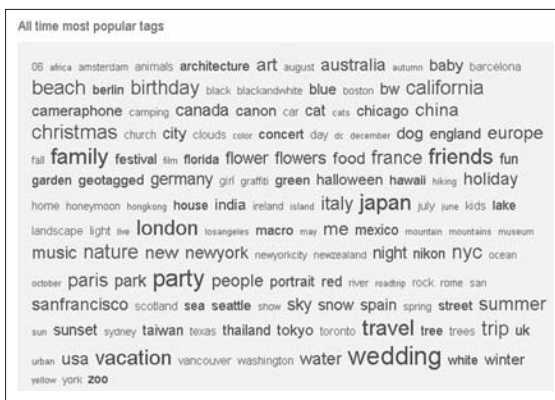 All time most popular tags
06 africa amsterdam animals architecture art august australia autumn baby barcelona
beach berlin birthday black blackandwhite blue boston bw california
cameraphone camping canada canon car cat cats chicago china
christmas church city clouds color concert day dc december dog england europe
fall family festival film florida flower flowers food france friends fun
garden geotagged germany girl graffiti green halloween hawaii hiking holiday
home honeymoon hongkong house india ireland island italy japan july june kids lake
landscape light live london losangeles macro may me mexico mountain mountains museum
music nature new newyork newyorkcity newzealand night nikon nyc ocean
october paris park party people portrait red river roadtrip rock rome san
sanfrancisco scotland sea seattle snow sky snow spain spring street summer
sun sunset sydney taiwan texas thailand tokyo toronto travel tree trees trip uk
urban usa vacation vancouver washington water wedding white winter
yellow york zoo